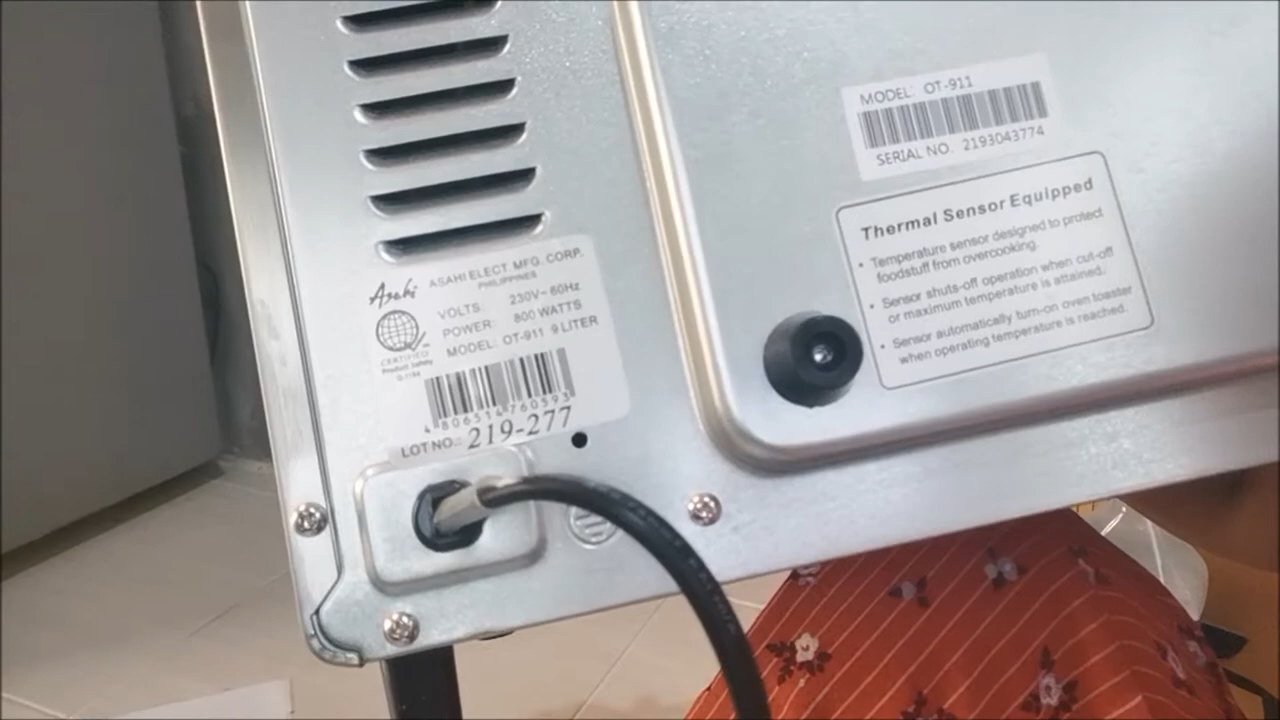 MODEL: OT-911
SERIAL NO. 2193043774
Thermal Sensor Equipped
• Temperature sensor designed to protect
foodstuff from overcooking.
• Sensor shuts-off operation when cut-off
or maximum temperature is attained.
• Sensor automatically turn-on oven toaster
when operating temperature is reached.
Asahi
ASAHI ELECT. MFG. CORP.
PHILIPPINES
VOLTS: 230V~60Hz
POWER: 800 WATTS
MODEL: OT-911 9 LITER
CERTIFIED
Product Safety
4 806514 760593
LOT NO.: 219-277